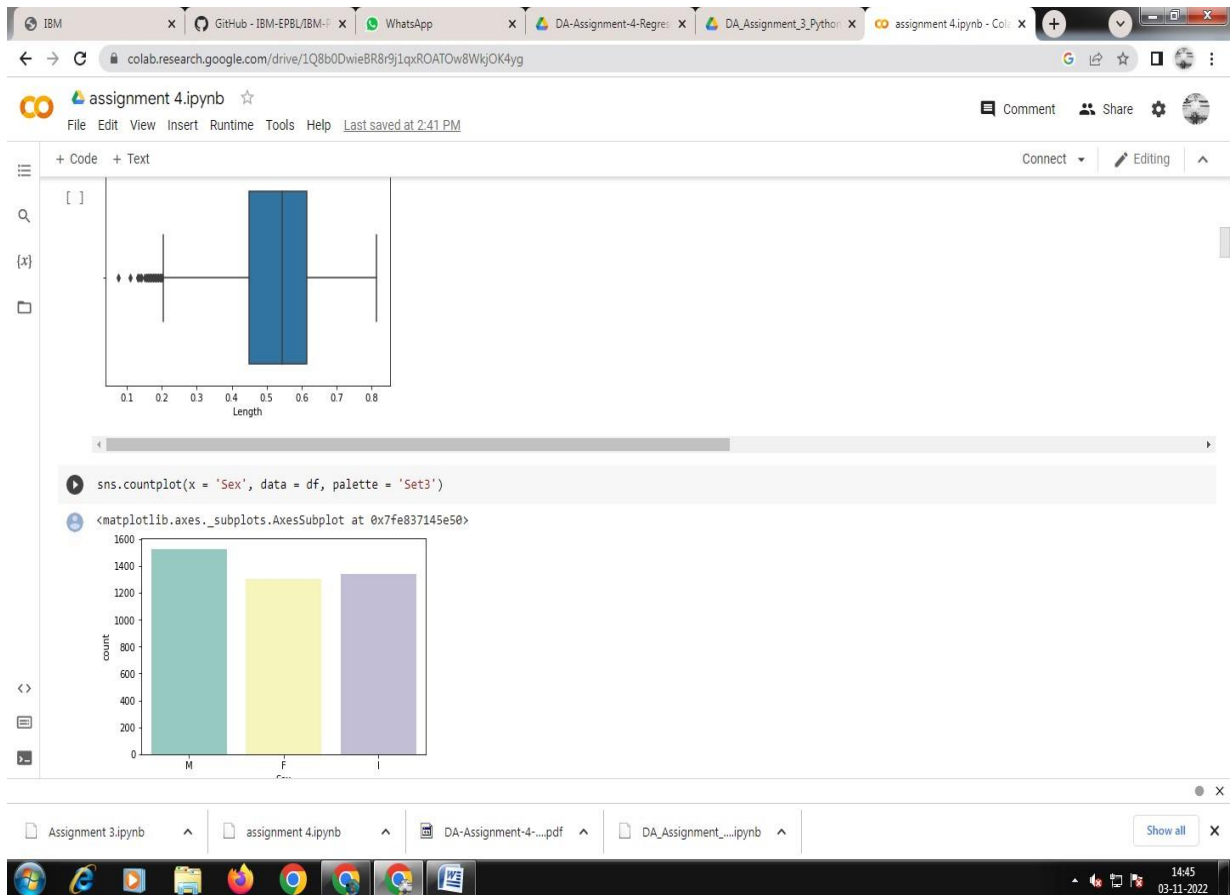 IBM
GitHub - IBM-EPBL/IBM-P
WhatsApp
DA-Assignment-4-Regres
DA_Assignment_3_Python
assignment 4.ipynb - Cola
colab.research.google.com/drive/1Q8b0DwieBR8r9j1qxROATOw8WkjOK4yg
assignment 4.ipynb
Comment
Share
File Edit View Insert Runtime Tools Help Last saved at 2:41 PM
+ Code + Text
Connect
Editing
[ ]
{x}
0.1 0.2 0.3 0.4 0.5 0.6 0.7 0.8
Length
sns.countplot(x = 'Sex', data = df, palette = 'Set3')
<matplotlib.axes._subplots.AxesSubplot at 0x7fe837145e50>
1600
1400
1200
1000
800
600
400
200
0
count
M F I
Assignment 3.ipynb
assignment 4.ipynb
DA-Assignment-4-....pdf
DA_Assignment_....ipynb
Show all
14:45
03-11-2022